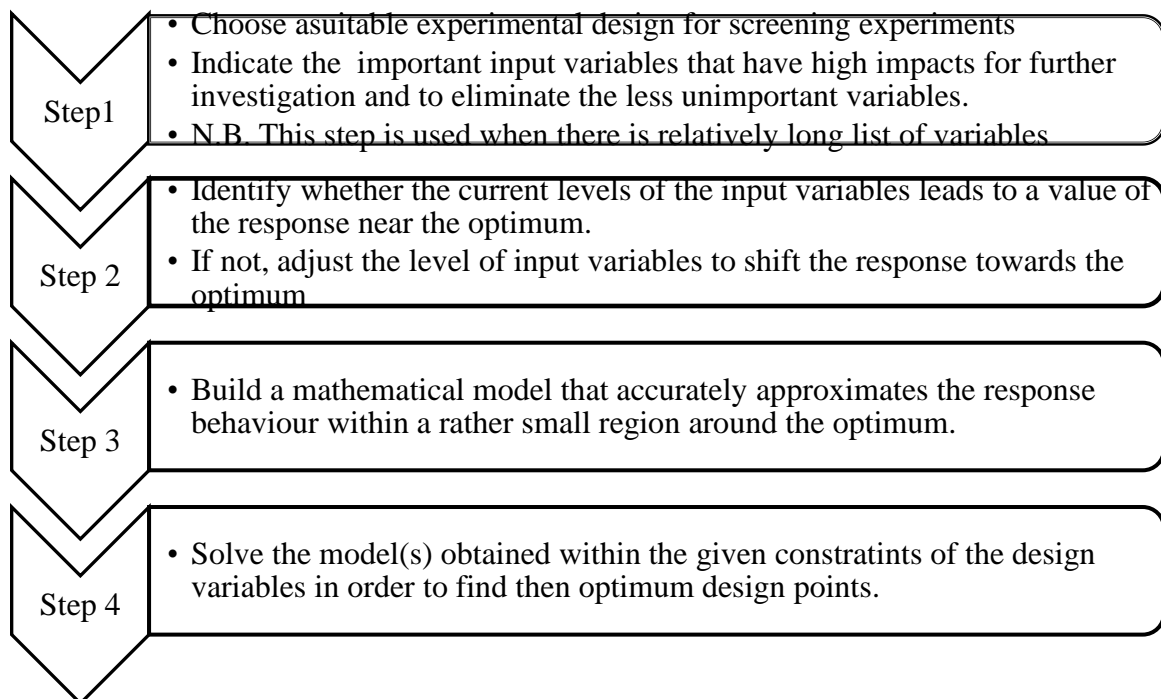 Step1
• Choose asuitable experimental design for screening experiments
• Indicate the important input variables that have high impacts for further
investigation and to eliminate the less unimportant variables.
• N.B. This step is used when there is relatively long list of variables
Step 2
• Identify whether the current levels of the input variables leads to a value of
the response near the optimum.
• If not, adjust the level of input variables to shift the response towards the
optimum
Step 3
• Build a mathematical model that accurately approximates the response
behaviour within a rather small region around the optimum.
Step 4
• Solve the model(s) obtained within the given constratints of the design
variables in order to find then optimum design points.